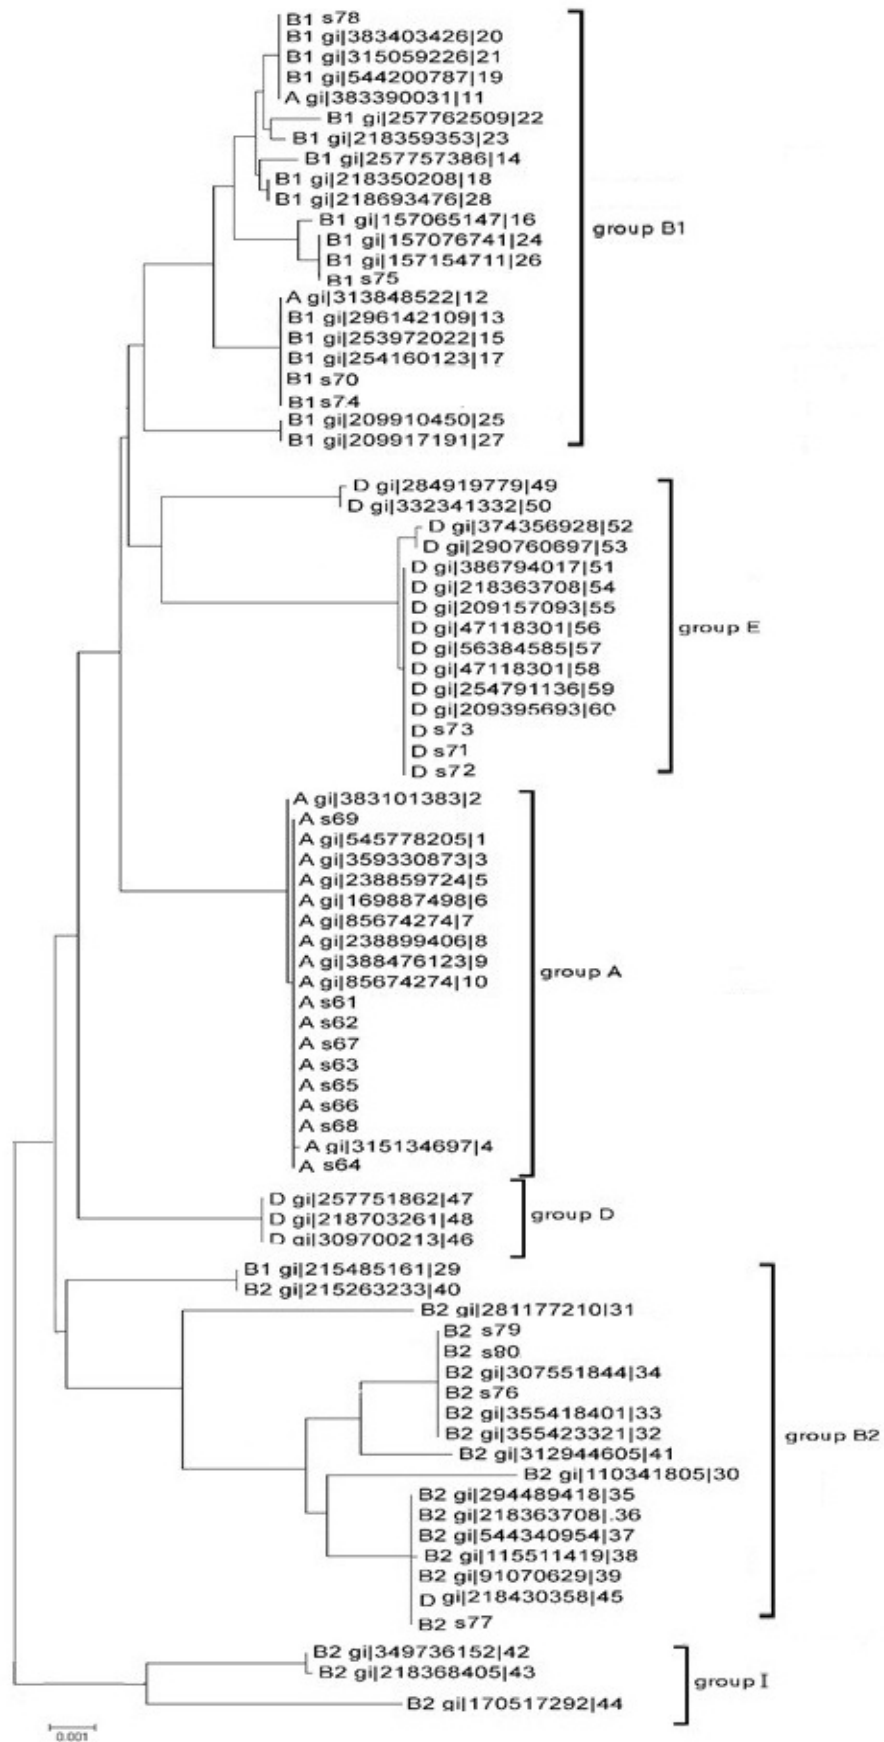 B1 s78
B1 gi|383403426|20
B1 gi|315059226|21
B1 gi|544200787|19
A gi|383390031|11
B1 gi|257762509|22
B1 gi|218359353|23
B1 gi|257757386|14
B1 gi|218350208|18
B1 gi|218693476|28
B1 gi|157065147|16
group B1
B1 gi|157076741|24
B1 gi|157154711|26
B1 s75
A gi|313848522|12
B1 gi|296142109|13
B1 gi|253972022|15
B1 gi|254160123|17
B1 s70
B1 s74
B1 gi|209910450|25
B1 gi|209917191|27
D gi|284919779|49
D gi|332341332|50
D gi|374356928|52
D gi|290760697|53
D gi|386794017|51
D gi|218363708|54
D gi|209157093|55
D gi|47118301|56
group E
D gi|56384585|57
D gi|47118301|58
D gi|254791136|59
D gi|209395693|60
D s73
D s71
D s72
A gi|383101383|2
A s69
A gi|545778205|1
A gi|359330873|3
A gi|238859724|5
A gi|169887498|6
A gi|85674274|7
A gi|238899406|8
A gi|388476123|9
group A
A gi|85674274|10
A s61
A s62
A s67
A s63
A s65
A s66
A s68
A gi|315134697|4
A s64
D gi|257751862|47
group D
D gi|218703261|48
D gi|309700213|46
B1 gi|215485161|29
B2 gi|215263233|40
B2 gi|281177210|31
B2 s79
B2 s80
B2 gi|307551844|34
B2 s76
B2 gi|355418401|33
B2 gi|355423321|32
group B2
B2 gi|312944605|41
B2 gi|110341805|30
B2 gi|294489418|35
B2 gi|218363708|.36
B2 gi|544340954|37
B2 gi|115511419|38
B2 gi|91070629|39
D gi|218430358|45
B2 s77
B2 gi|349736152|42
B2 gi|218368405|43
group I
B2 gi|170517292|44
0.001